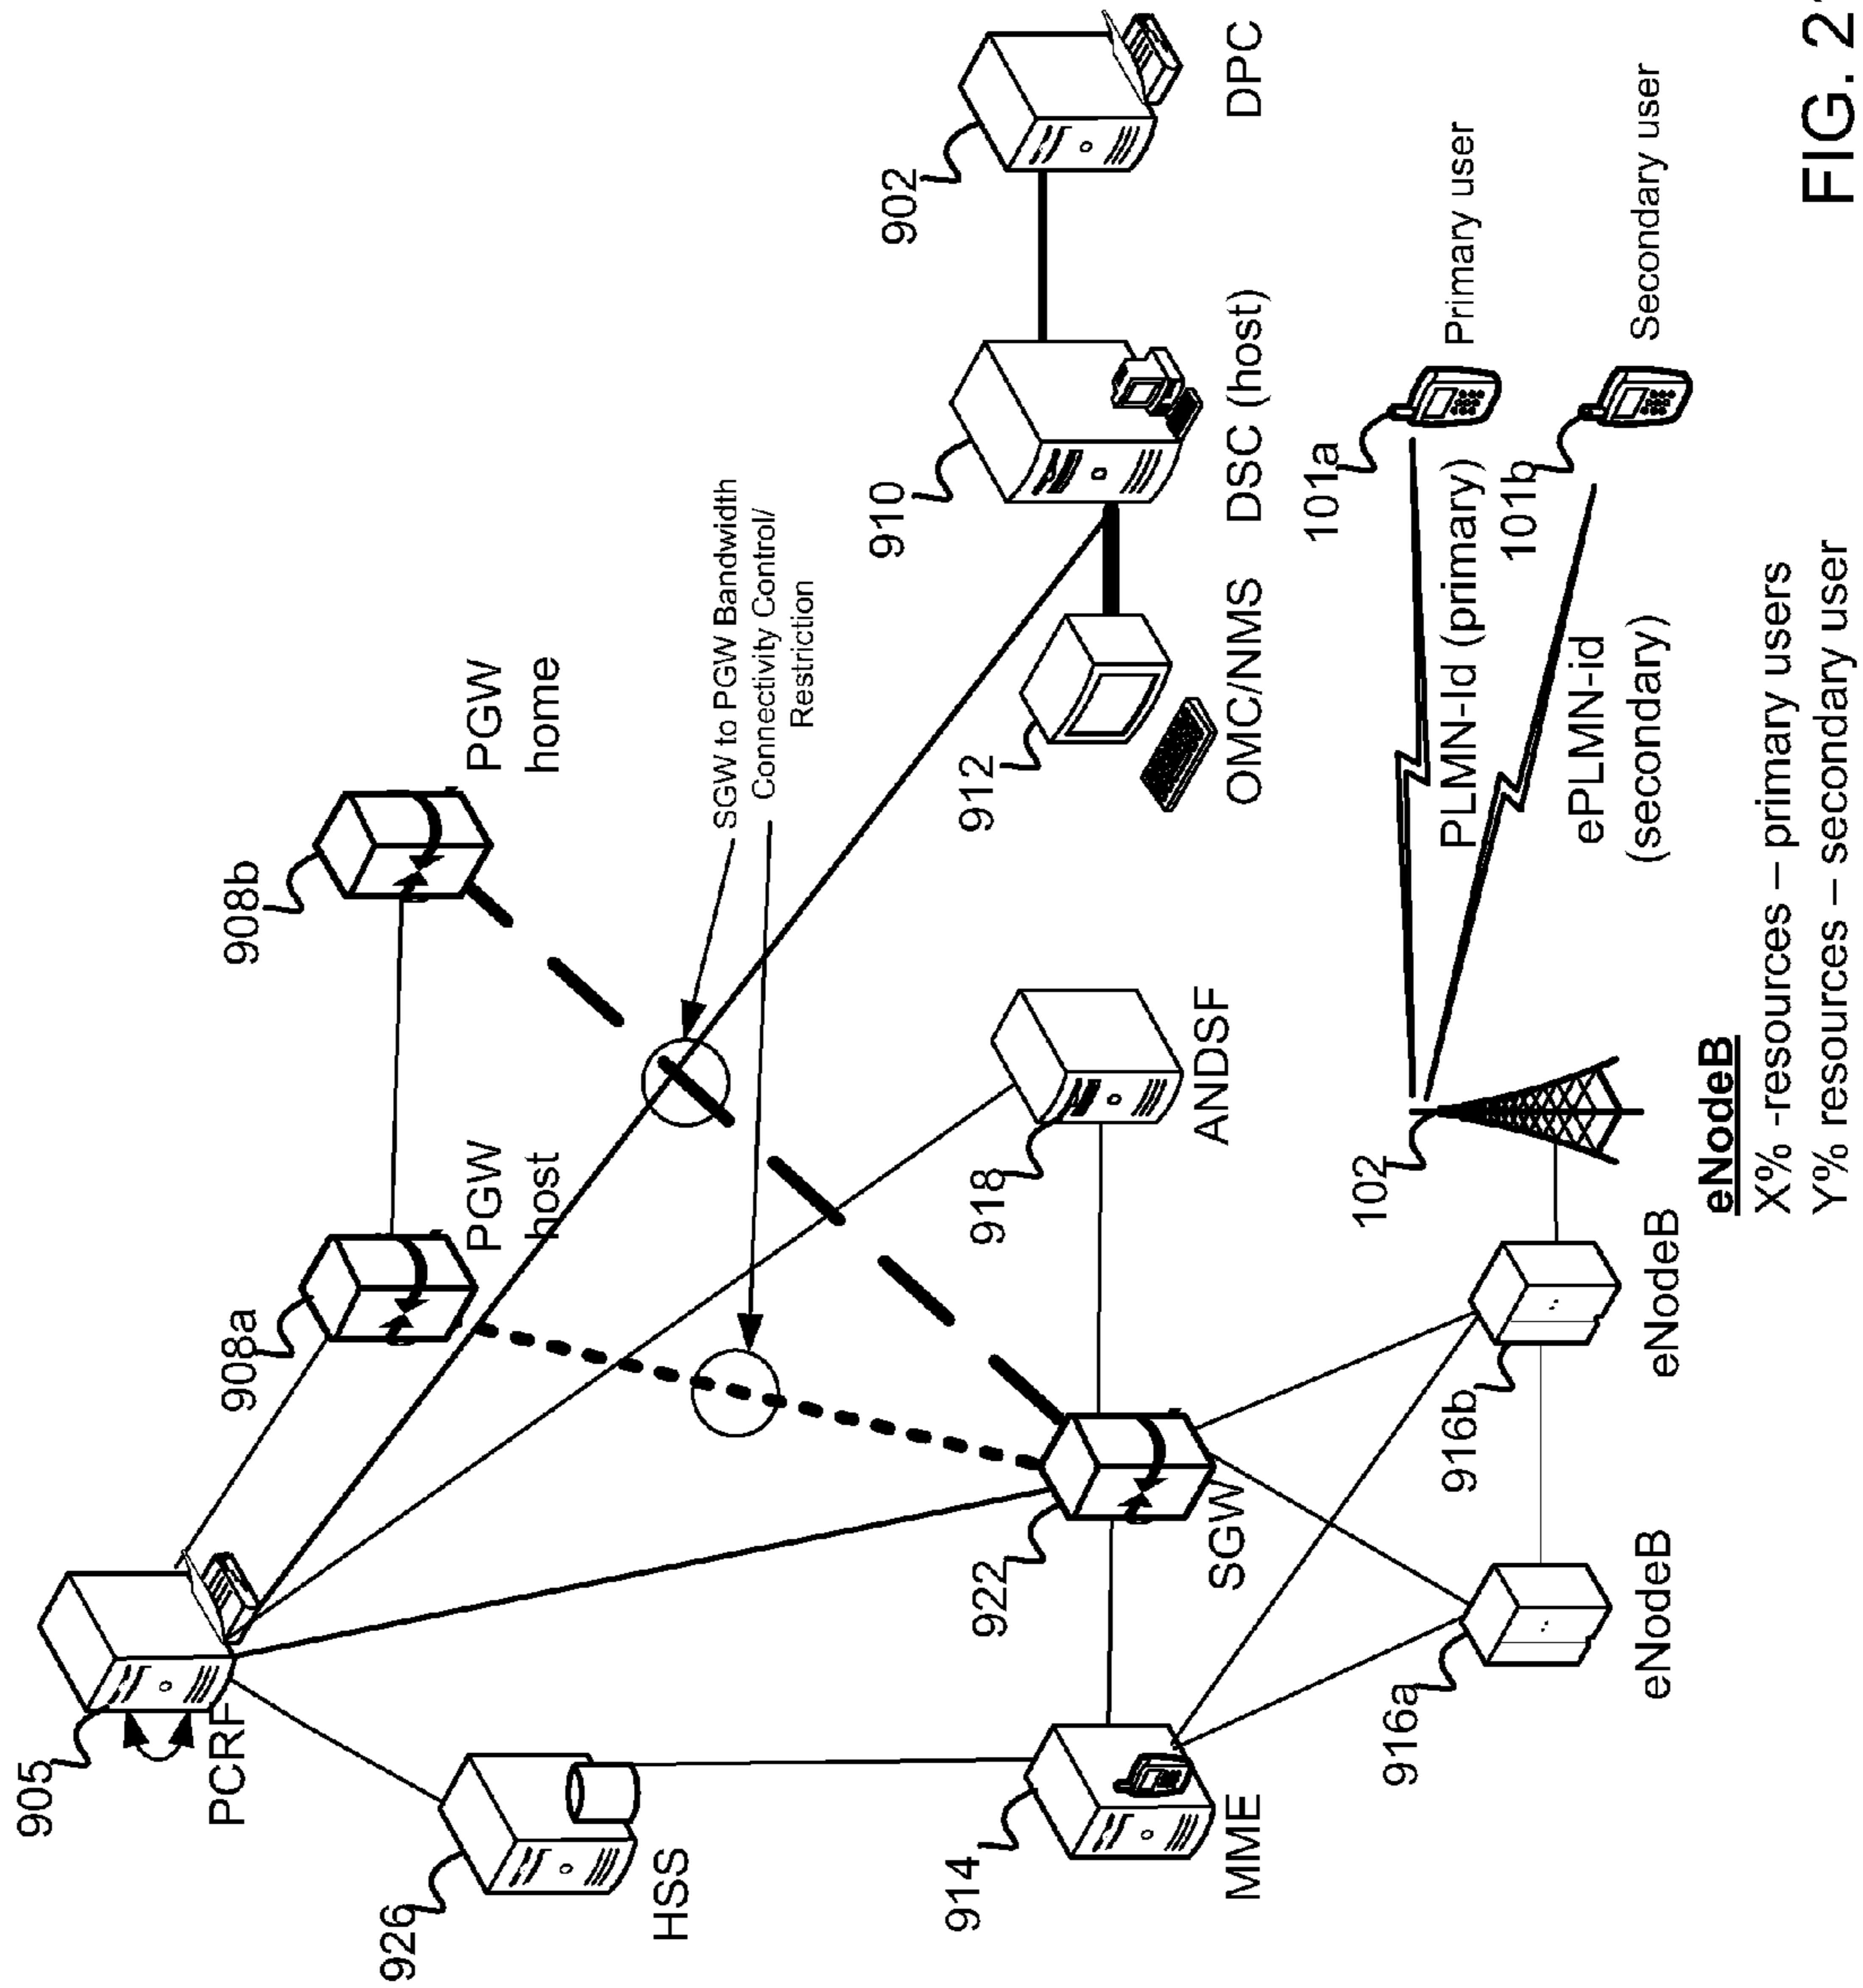 905
PCRF
908a
PGW
host
908b
PGW
home
926
HSS
SGW to PGW Bandwidth
Connectivity Control/
Restriction
910
902
914
MME
922
SGW
918
ANDSF
912
OMC/NMS
DSC (host)
DPC
916a
eNodeB
916b
eNodeB
102
101a
PLMN-Id (primary)
Primary user
101b
ePLMN-id
(secondary)
Secondary user
eNodeB
X% -resources – primary users
Y% resources – secondary user
FIG. 2